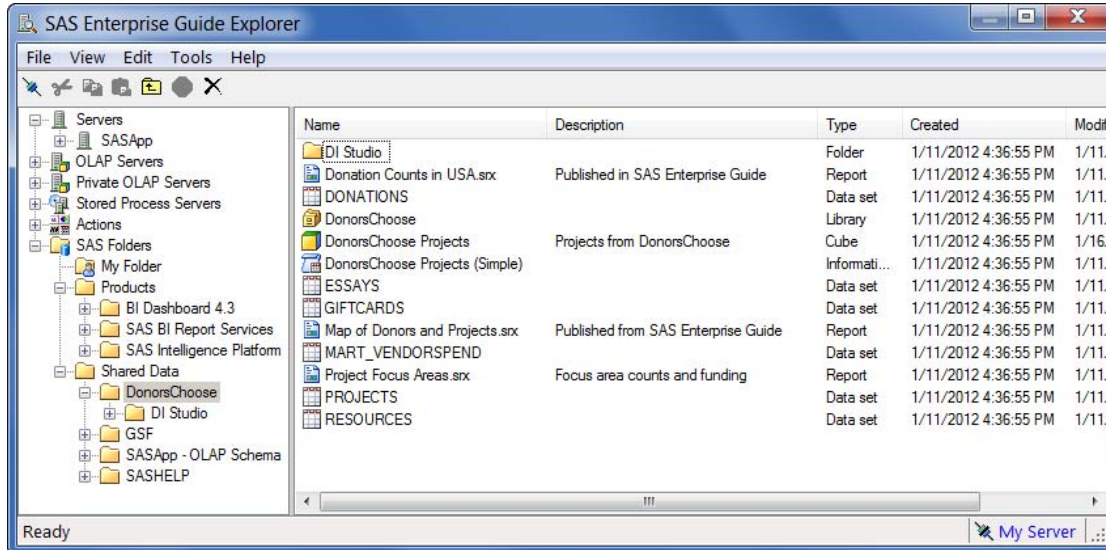 SAS Enterprise Guide Explorer
File View Edit Tools Help
Servers
SASApp
OLAP Servers
Private OLAP Servers
Stored Process Servers
Actions
SAS Folders
My Folder
Products
BI Dashboard 4.3
SAS BI Report Services
SAS Intelligence Platform
Shared Data
DonorsChoose
DI Studio
GSF
SASApp - OLAP Schema
SASHELP
Name Description Type Created Modif
DI Studio Folder 1/11/2012 4:36:55 PM 1/11.
Donation Counts in USA.srx Published in SAS Enterprise Guide Report 1/11/2012 4:36:55 PM 1/11.
DONATIONS Data set 1/11/2012 4:36:55 PM 1/11.
DonorsChoose Library 1/11/2012 4:36:55 PM 1/11.
DonorsChoose Projects Projects from DonorsChoose Cube 1/11/2012 4:36:55 PM 1/16.
DonorsChoose Projects (Simple) Informati... 1/11/2012 4:36:55 PM 1/11.
ESSAYS Data set 1/11/2012 4:36:55 PM 1/11.
GIFTCARDS Data set 1/11/2012 4:36:55 PM 1/11.
Map of Donors and Projects.srx Published from SAS Enterprise Guide Report 1/11/2012 4:36:55 PM 1/11.
MART_VENDORSPEND Data set 1/11/2012 4:36:55 PM 1/11.
Project Focus Areas.srx Focus area counts and funding Report 1/11/2012 4:36:55 PM 1/11.
PROJECTS Data set 1/11/2012 4:36:55 PM 1/11.
RESOURCES Data set 1/11/2012 4:36:55 PM 1/11.
Ready My Server